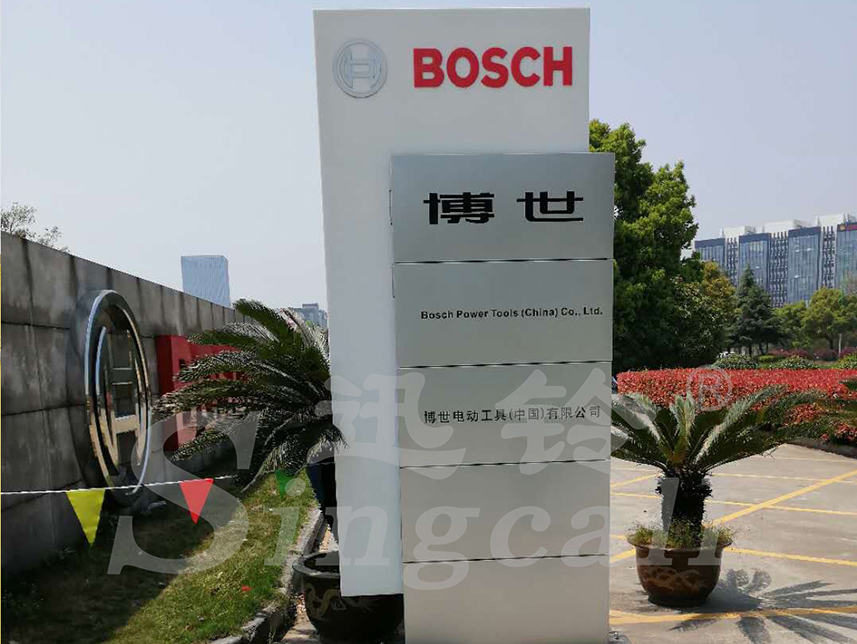 BOSCH
博世
Bosch Power Tools (China) Co., Ltd.
博世电动工具(中国)有限公司
迅铃®
Singcall